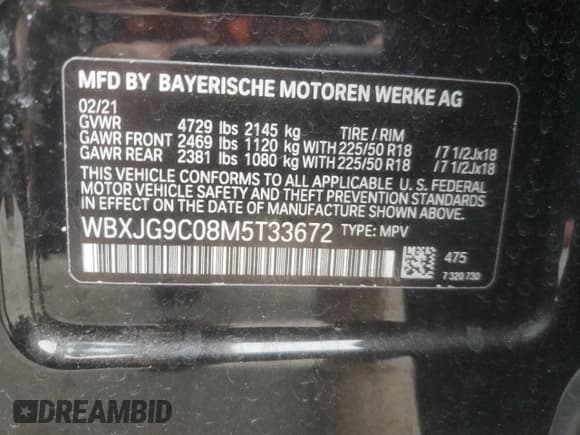 MFD BY BAYERISCHE MOTOREN WERKE AG
02/21
GVWR 4729 lbs 2145 kg TIRE / RIM
GAWR FRONT 2469 lbs 1120 kg WITH 225/50 R18 /7 1/2Jx18
GAWR REAR 2381 lbs 1080 kg WITH 225/50 R18 /7 1/2Jx18
THIS VEHICLE CONFORMS TO ALL APPLICABLE U. S. FEDERAL
MOTOR VEHICLE SAFETY AND THEFT PREVENTION STANDARDS
IN EFFECT ON THE DATE OF MANUFACTURE SHOWN ABOVE.
WBXJG9C08M5T33672 TYPE: MPV
475
7 320 730
DREAMBID